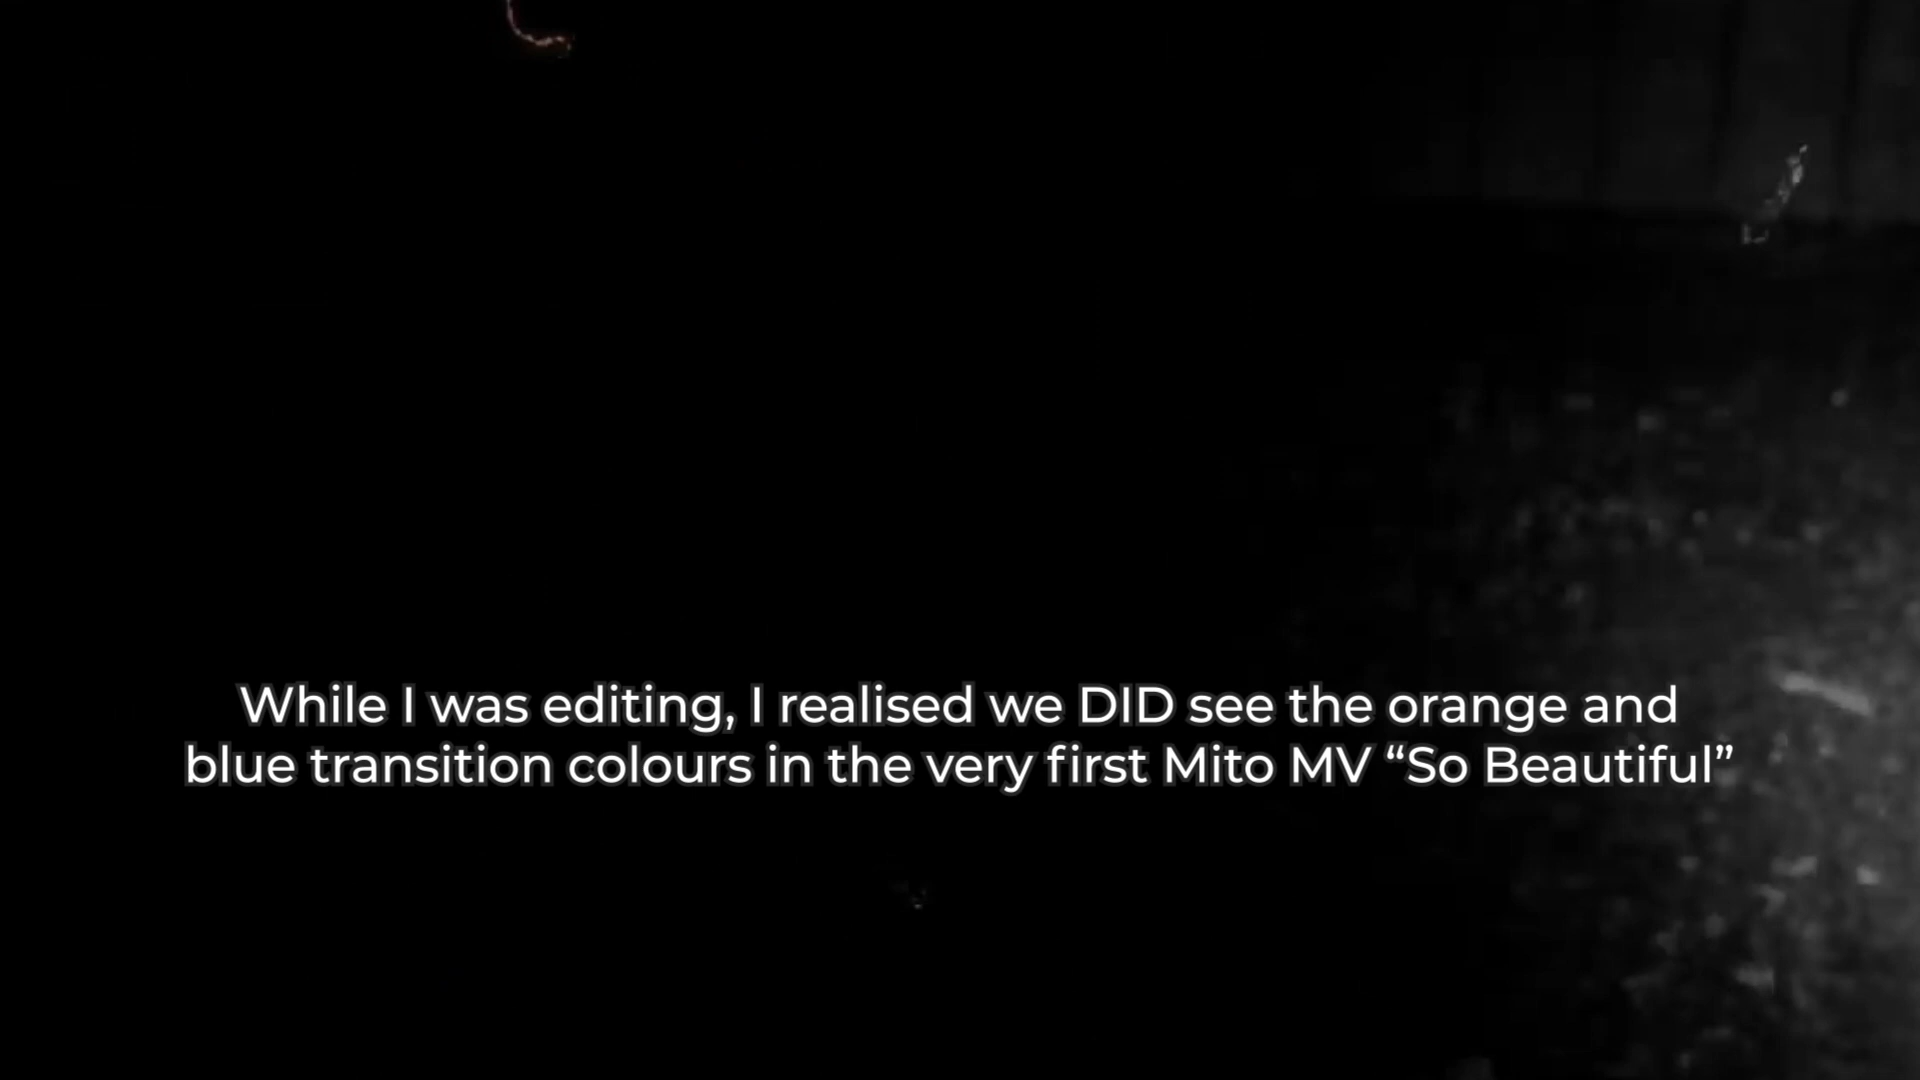 While I was editing, I realised we DID see the orange and
blue transition colours in the very first Mito MV “So Beautiful”